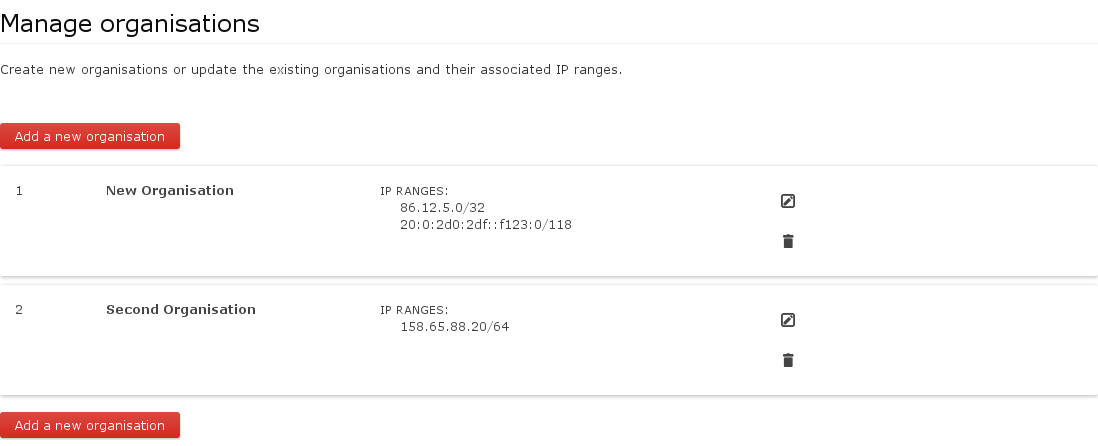 Manage organisations
Create new organisations or update the existing organisations and their associated IP ranges.
Add a new organisation
1 New Organisation IP RANGES:
86.12.5.0/32
20:0:2d0:2df::f123:0/118
2 Second Organisation IP RANGES:
158.65.88.20/64
Add a new organisation